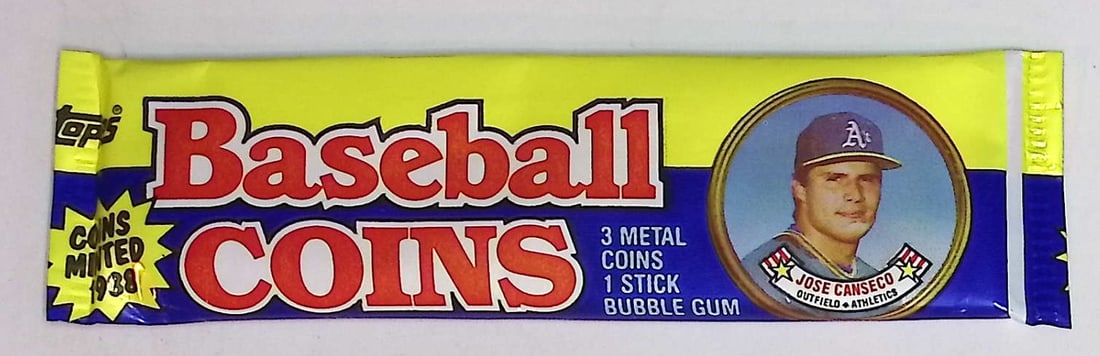 topps®
Baseball
COINS
COINS
MINTED
1988
3 METAL
COINS
1 STICK
BUBBLE GUM
A's
JOSE CANSECO
OUTFIELD ATHLETICS